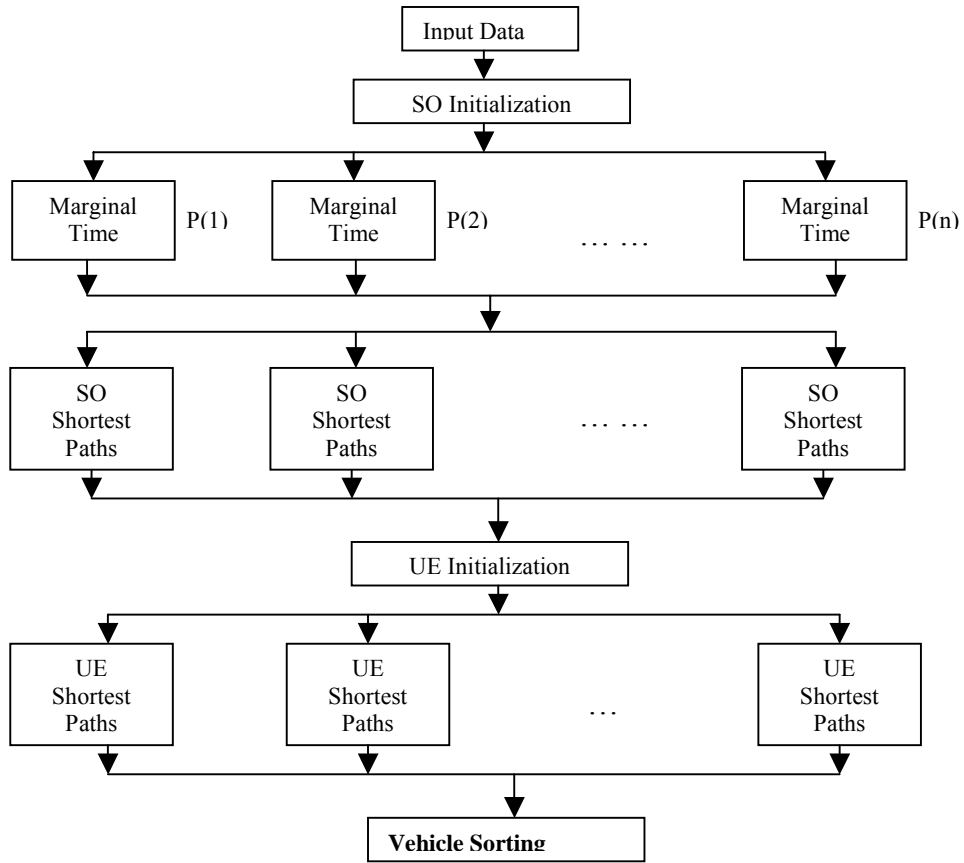 Input Data
SO Initialization
Marginal
Time
P(1)
Marginal
Time
P(2)
… …
Marginal
Time
P(n)
SO
Shortest
Paths
SO
Shortest
Paths
… …
SO
Shortest
Paths
UE Initialization
UE
Shortest
Paths
UE
Shortest
Paths
…
UE
Shortest
Paths
Vehicle Sorting